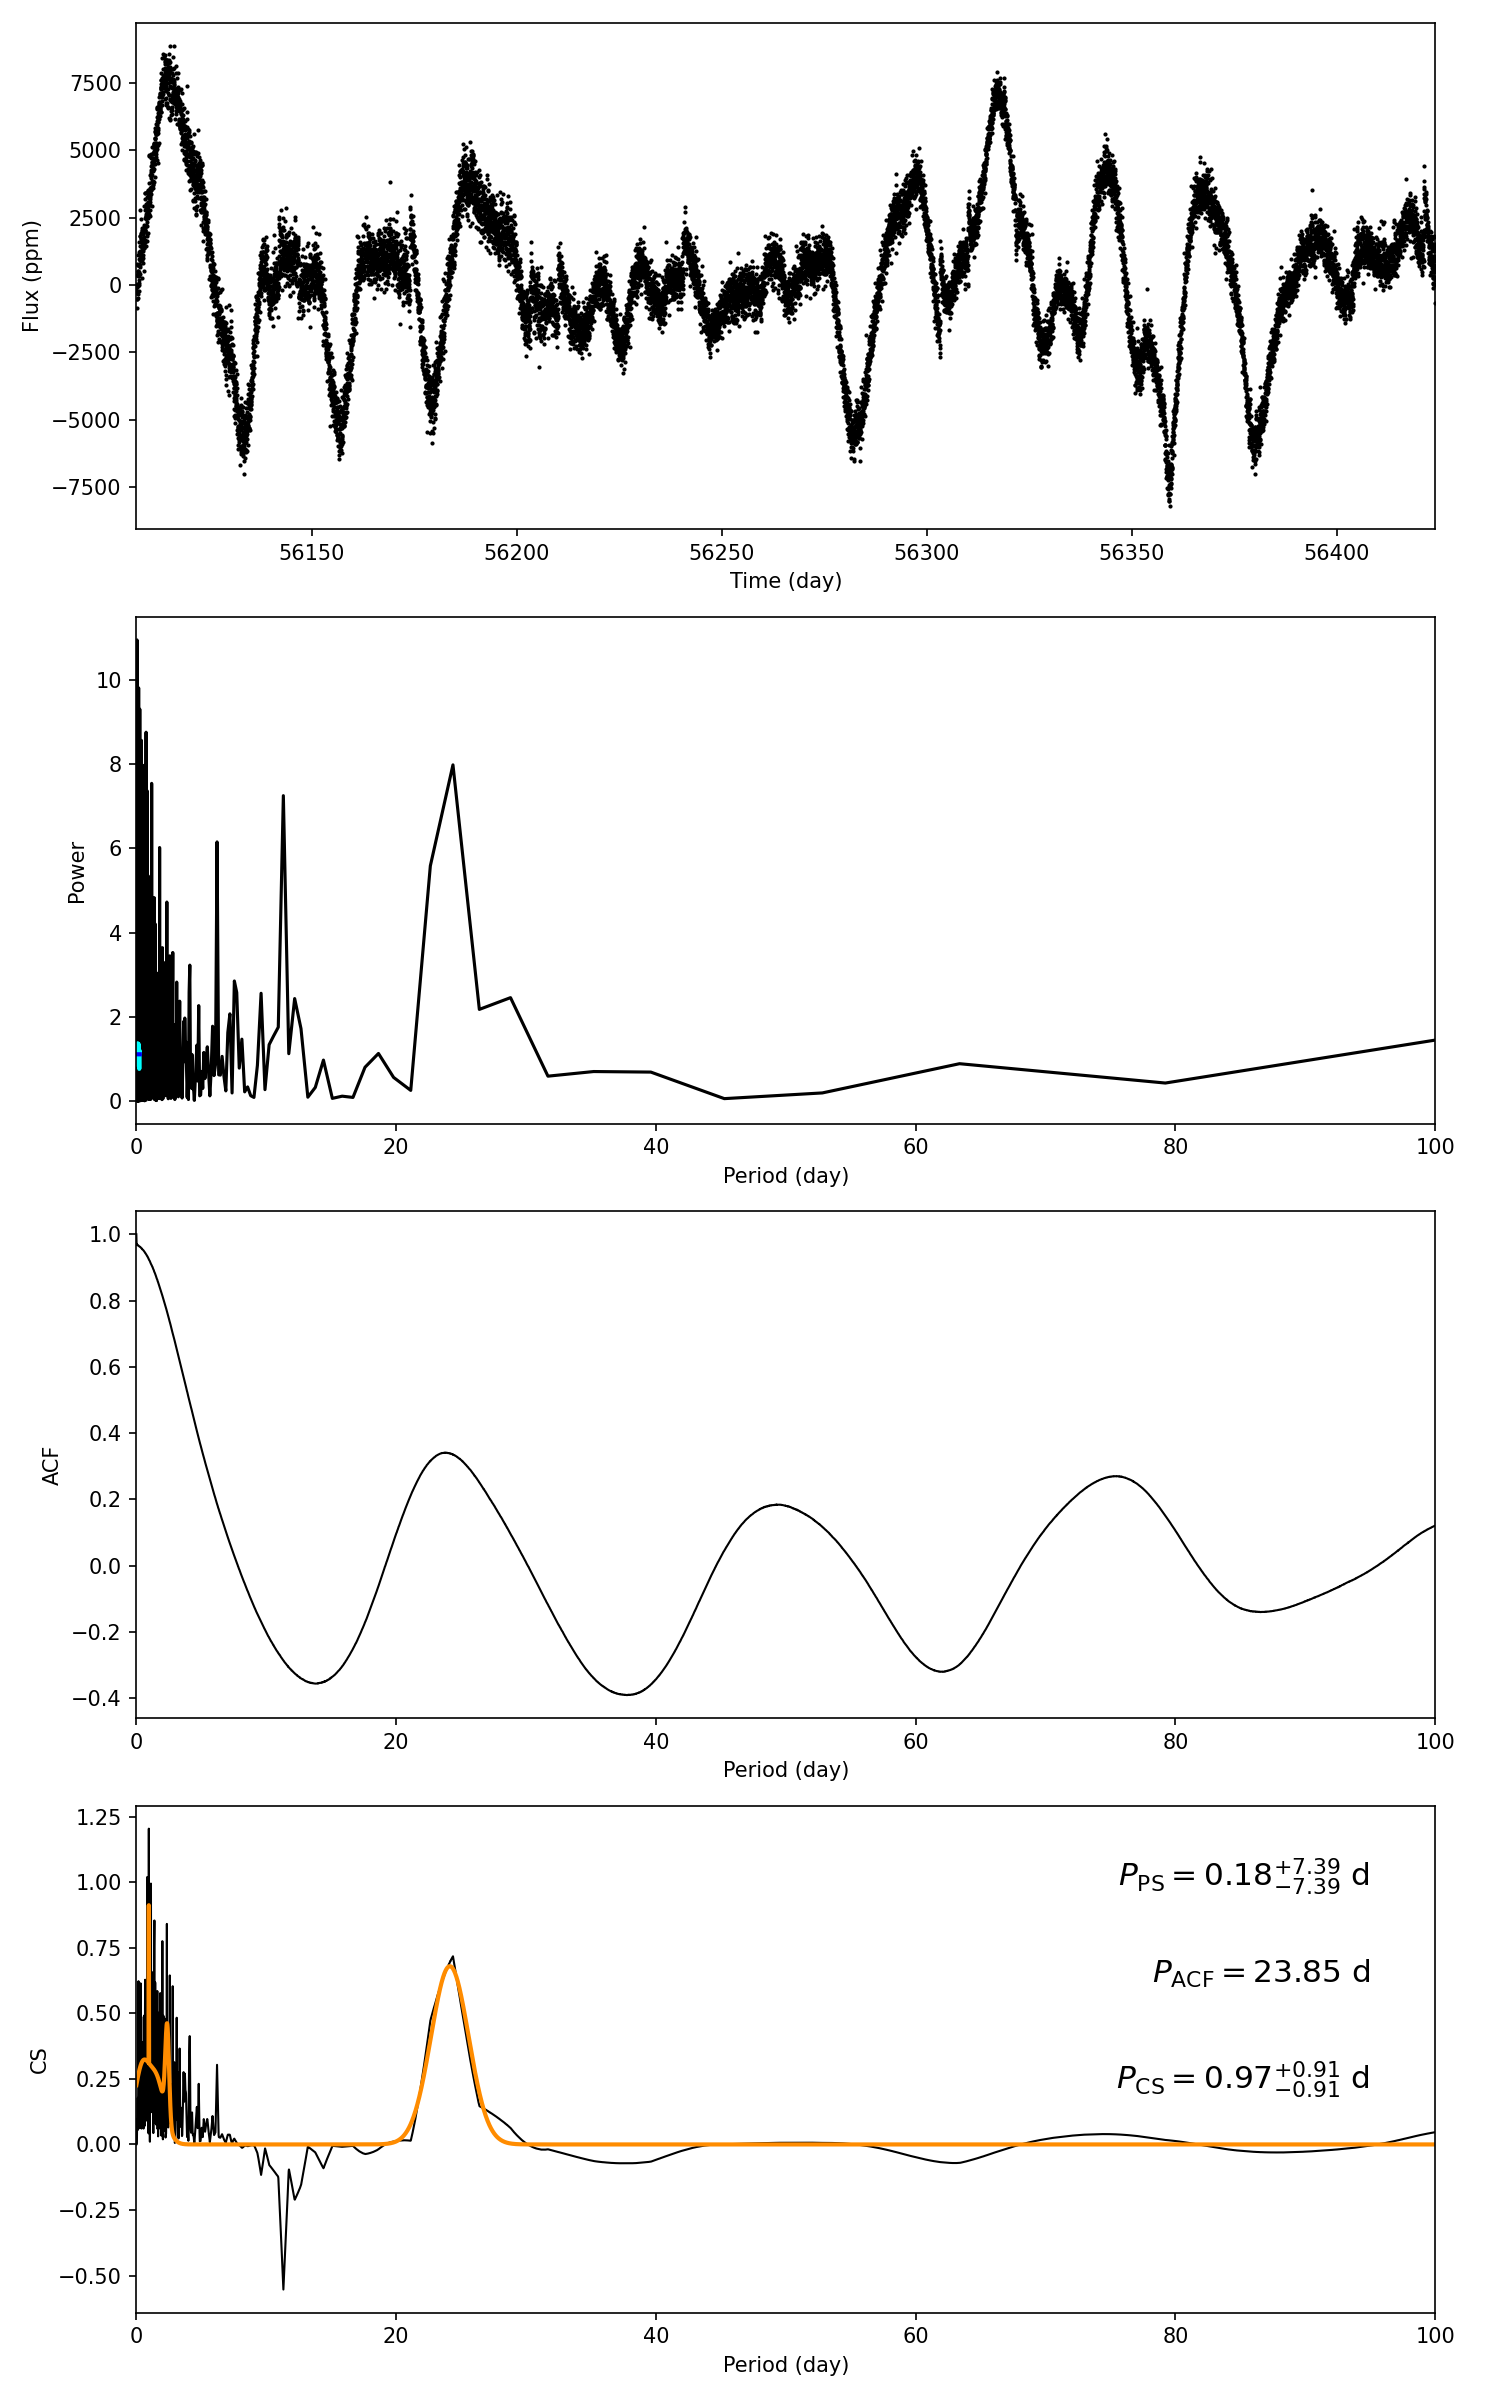 7500
5000
2500
0
−2500
−5000
−7500
Flux (ppm)
56150 56200 56250 56300 56350 56400
Time (day)
10
8
6
4
2
0
Power
0 20 40 60 80 100
Period (day)
1.0
0.8
0.6
0.4
0.2
0.0
−0.2
−0.4
ACF
0 20 40 60 80 100
Period (day)
1.25
1.00
0.75
0.50
0.25
0.00
−0.25
−0.50
CS
P_PS = 0.18^{+7.39}_{−7.39} d
P_ACF = 23.85 d
P_CS = 0.97^{+0.91}_{−0.91} d
0 20 40 60 80 100
Period (day)